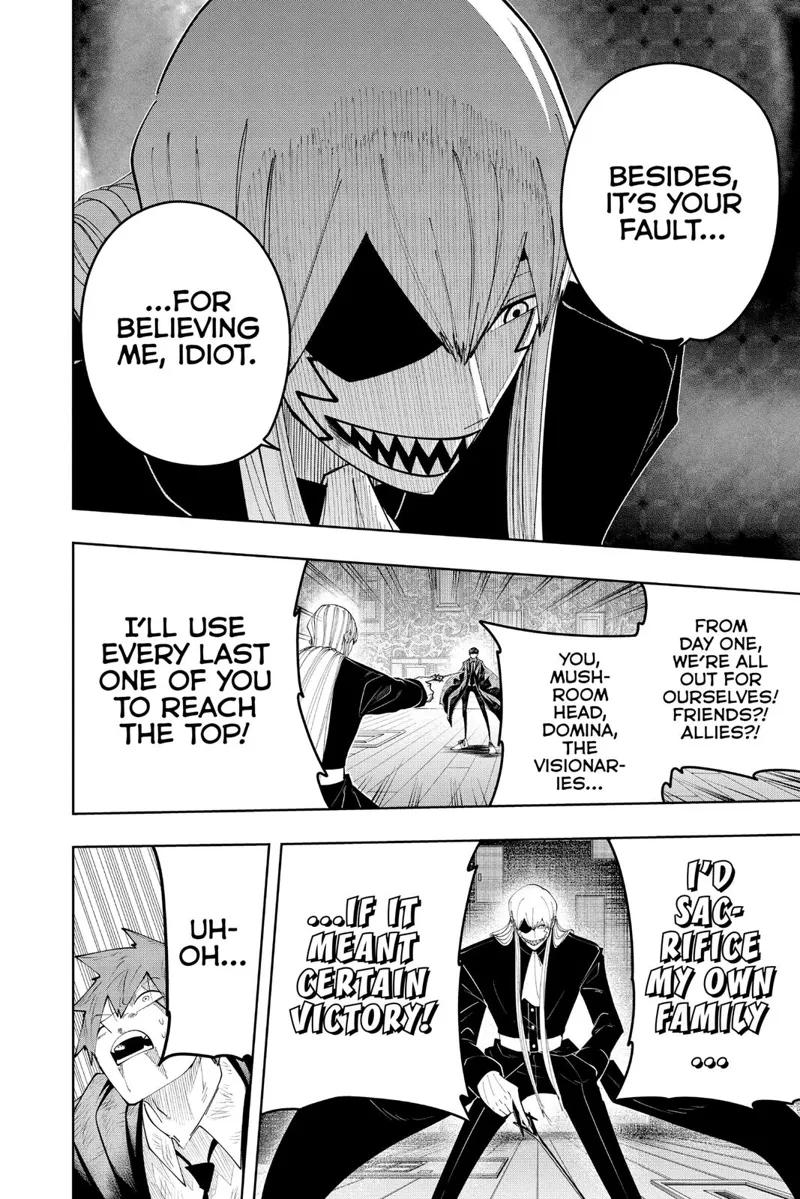 BESIDES,
IT'S YOUR
FAULT...
...FOR
BELIEVING
ME, IDIOT.
FROM
DAY ONE,
WE'RE ALL
OUT FOR
OURSELVES!
FRIENDS?!
ALLIES?!
YOU,
MUSH-
ROOM
HEAD,
DOMINA,
THE
VISIONAR-
IES...
I'LL USE
EVERY LAST
ONE OF YOU
TO REACH
THE TOP!
I'D
SAC-
RIFICE
MY OWN
FAMILY
...
...IF IT
MEANT
CERTAIN
VICTORY!
UH-
OH...